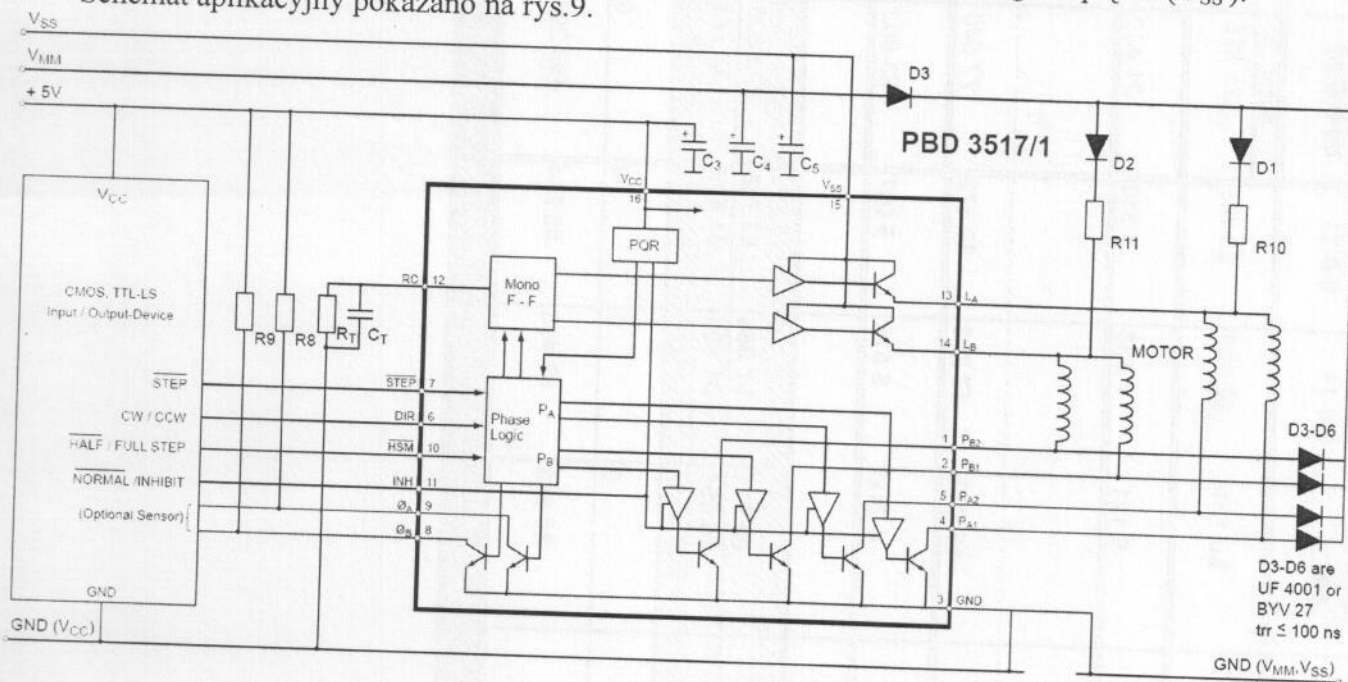 Schemat aplikacyjny pokazano na rys.9.
VSS
VMM
+ 5V
D3
PBD 3517/1
D2
D1
C3
C4
C5
VCC
VCC
16
VSS
15
R11
R10
POR
CMOS, TTL-LS
Input / Output-Device
R9
R8
RT
CT
RC
12
Mono
F - F
13
LA
14
LB
MOTOR
STEP
STEP
7
CW / CCW
DIR
6
HALF / FULL STEP
HSM
10
NORMAL /INHIBIT
INH
11
(Optional Sensor)
ØA
9
ØB
8
Phase
Logic
PA
PB
1
PB2
2
PB1
5
PA2
4
PA1
D3-D6
3
GND
GND
GND (VCC)
D3-D6 are
UF 4001 or
BYV 27
trr ≤ 100 ns
GND (VMM,VSS)